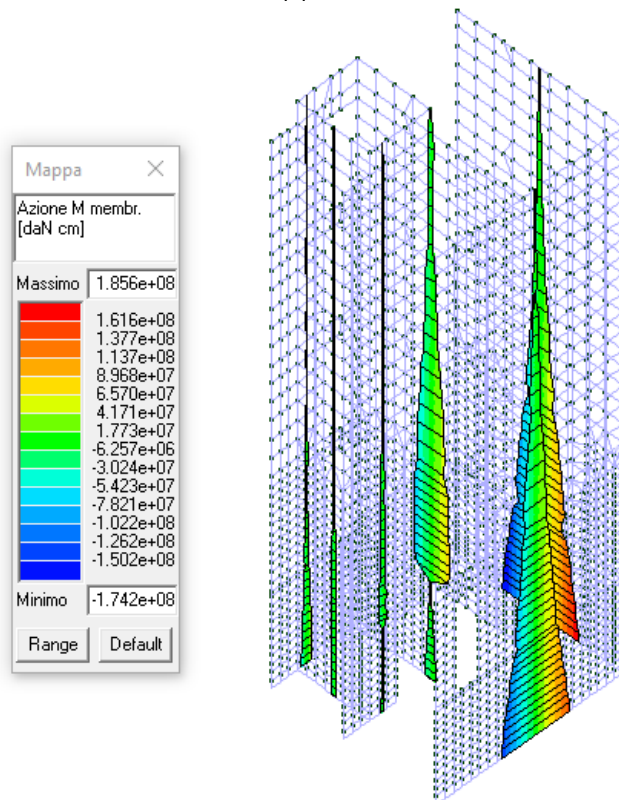 Mappa
Azione M membr.
[daN cm]
Massimo 1.856e+08
1.616e+08
1.377e+08
1.137e+08
8.968e+07
6.570e+07
4.171e+07
1.773e+07
-6.257e+06
-3.024e+07
-5.423e+07
-7.821e+07
-1.022e+08
-1.262e+08
-1.502e+08
Minimo -1.742e+08
Range Default